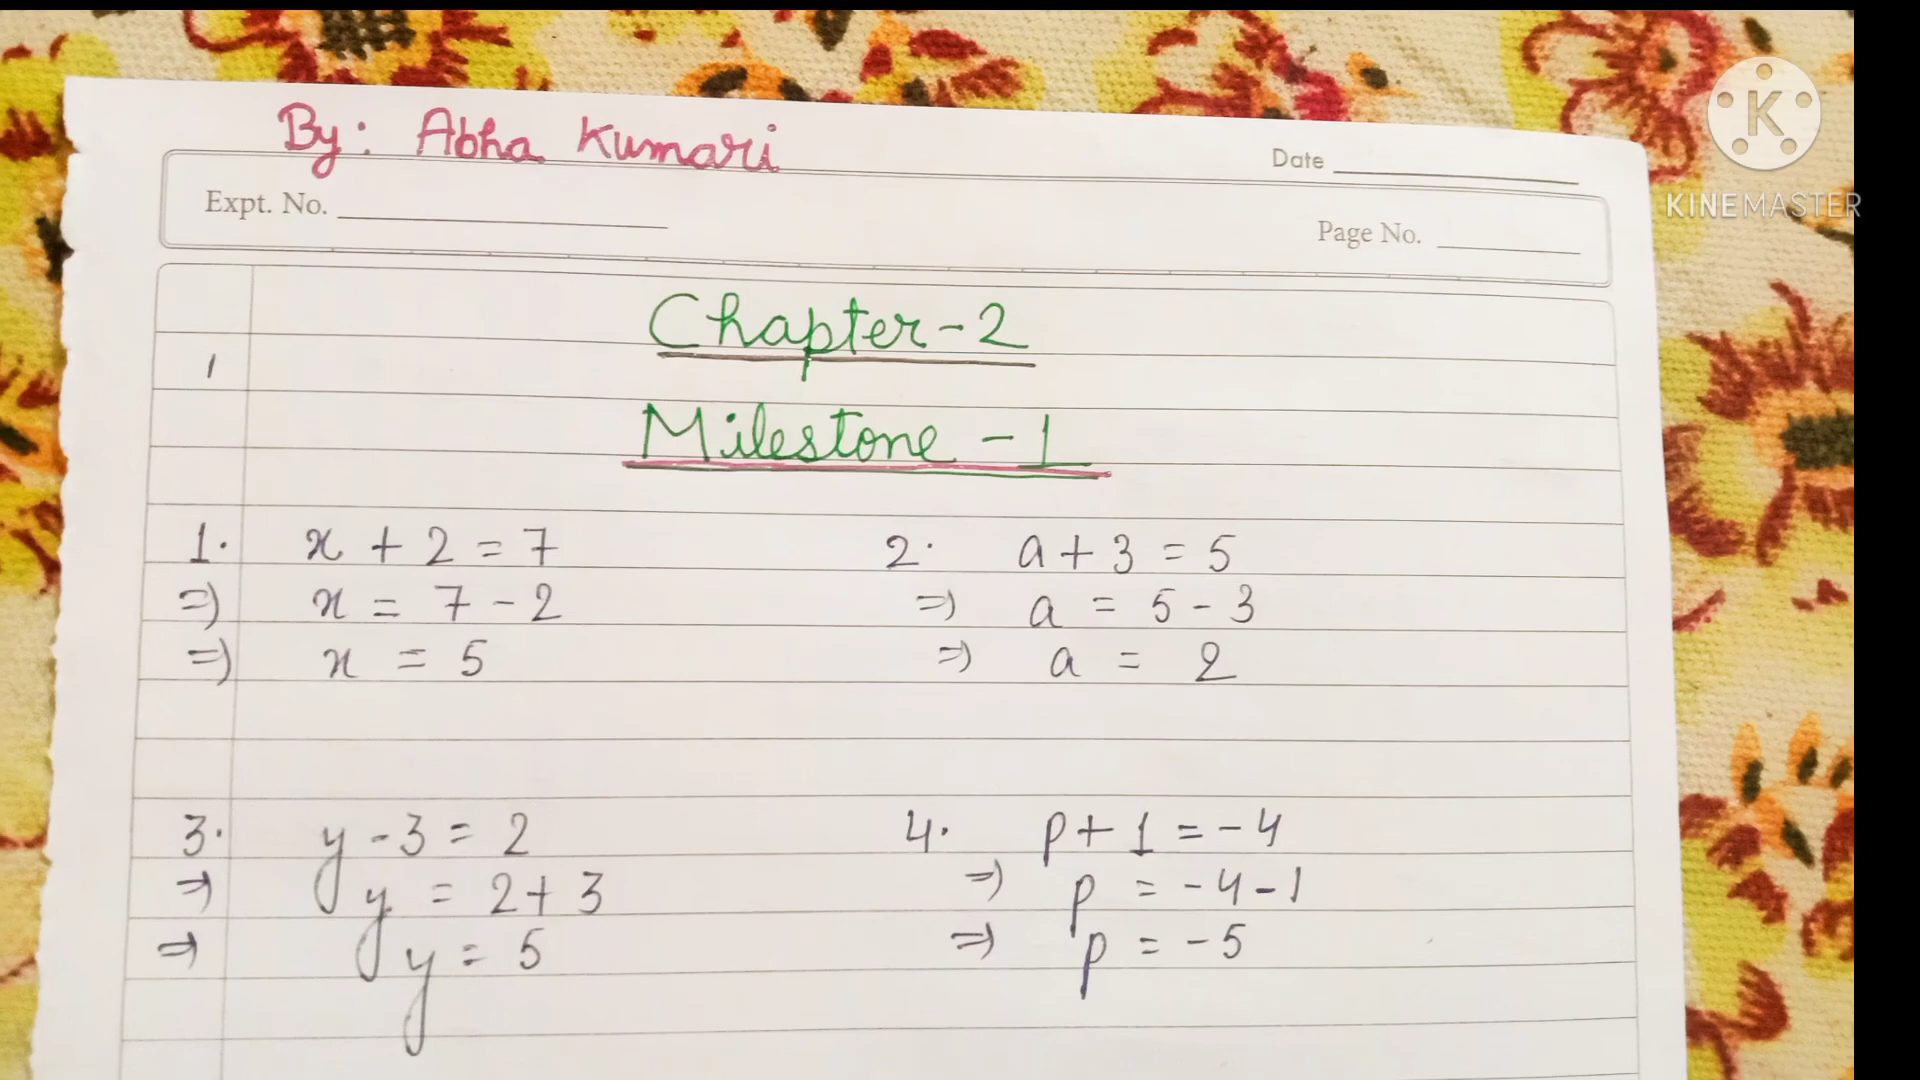 By: Abha Kumari
Date
Expt. No.
Page No.
K
KINEMASTER
Chapter-2
Milestone-1
1. x + 2 = 7
=) x = 7 - 2
=) x = 5
2. a + 3 = 5
=) a = 5 - 3
=) a = 2
3. y - 3 = 2
=) y = 2 + 3
=) y = 5
4. p + 1 = -4
=) p = -4 - 1
=) p = -5